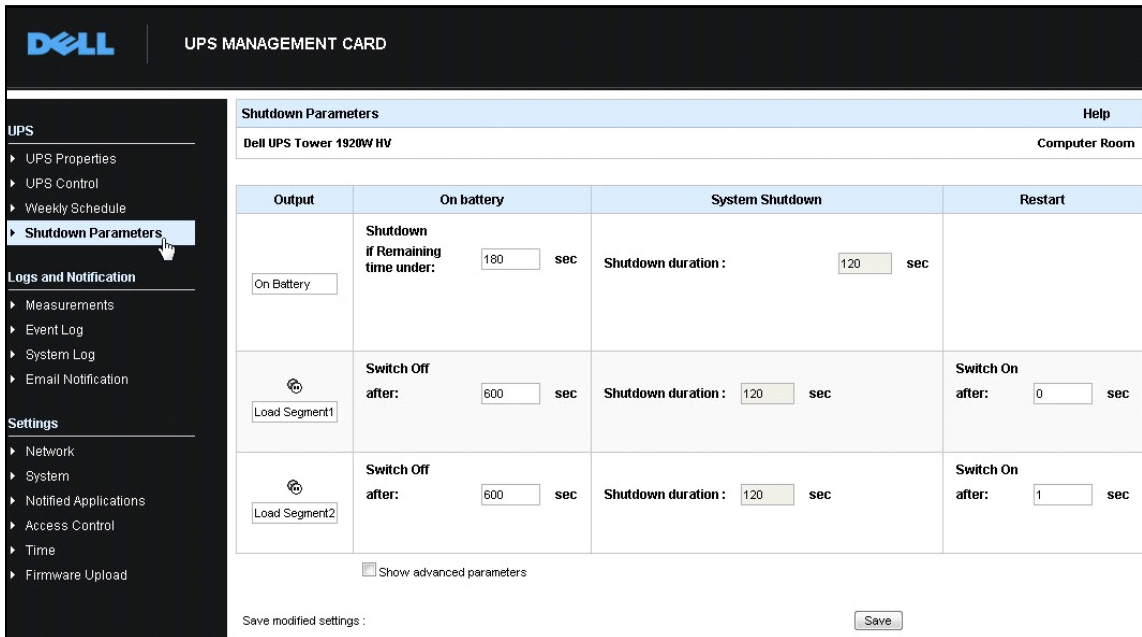 DELL
UPS MANAGEMENT CARD
UPS
UPS Properties
UPS Control
Weekly Schedule
Shutdown Parameters
Logs and Notification
Measurements
Event Log
System Log
Email Notification
Settings
Network
System
Notified Applications
Access Control
Time
Firmware Upload
Shutdown Parameters Help
Dell UPS Tower 1920W HV Computer Room
Output On battery System Shutdown Restart
On Battery
Shutdown
if Remaining
time under: 180 sec
Shutdown duration : 120 sec
Load Segment1
Switch Off
after: 600 sec
Shutdown duration : 120 sec
Switch On
after: 0 sec
Load Segment2
Switch Off
after: 600 sec
Shutdown duration : 120 sec
Switch On
after: 1 sec
Show advanced parameters
Save modified settings : Save